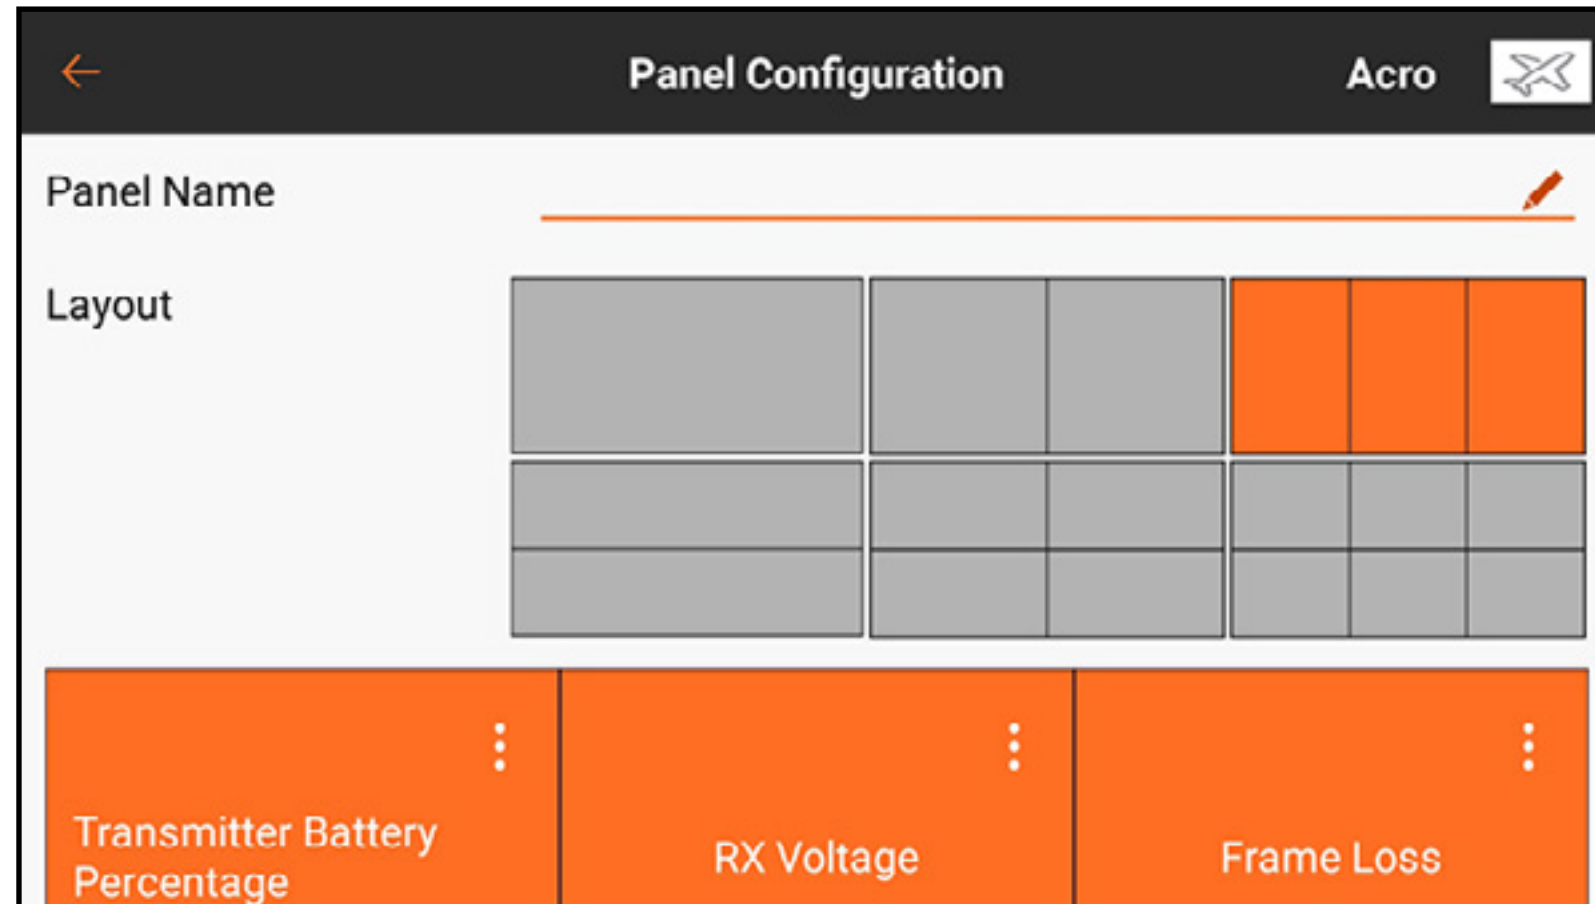 Panel Configuration
Acro
Panel Name
Layout
Transmitter Battery
Percentage
RX Voltage
Frame Loss